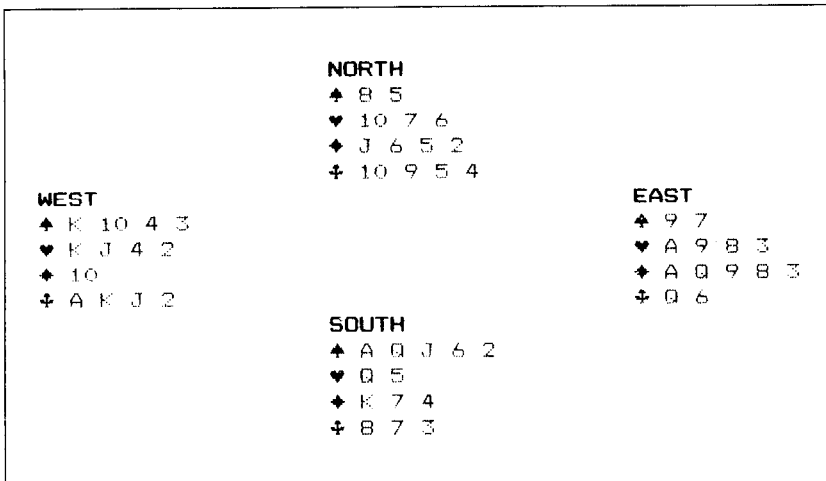 NORTH
♠ 8 5
♥ 10 7 6
♦ J 6 5 2
♣ 10 9 5 4
WEST
♠ K 10 4 3
♥ K J 4 2
♦ 10
♣ A K J 2
EAST
♠ 9 7
♥ A 9 8 3
♦ A Q 9 8 3
♣ Q 6
SOUTH
♠ A Q J 6 2
♥ Q 5
♦ K 7 4
♣ 8 7 3